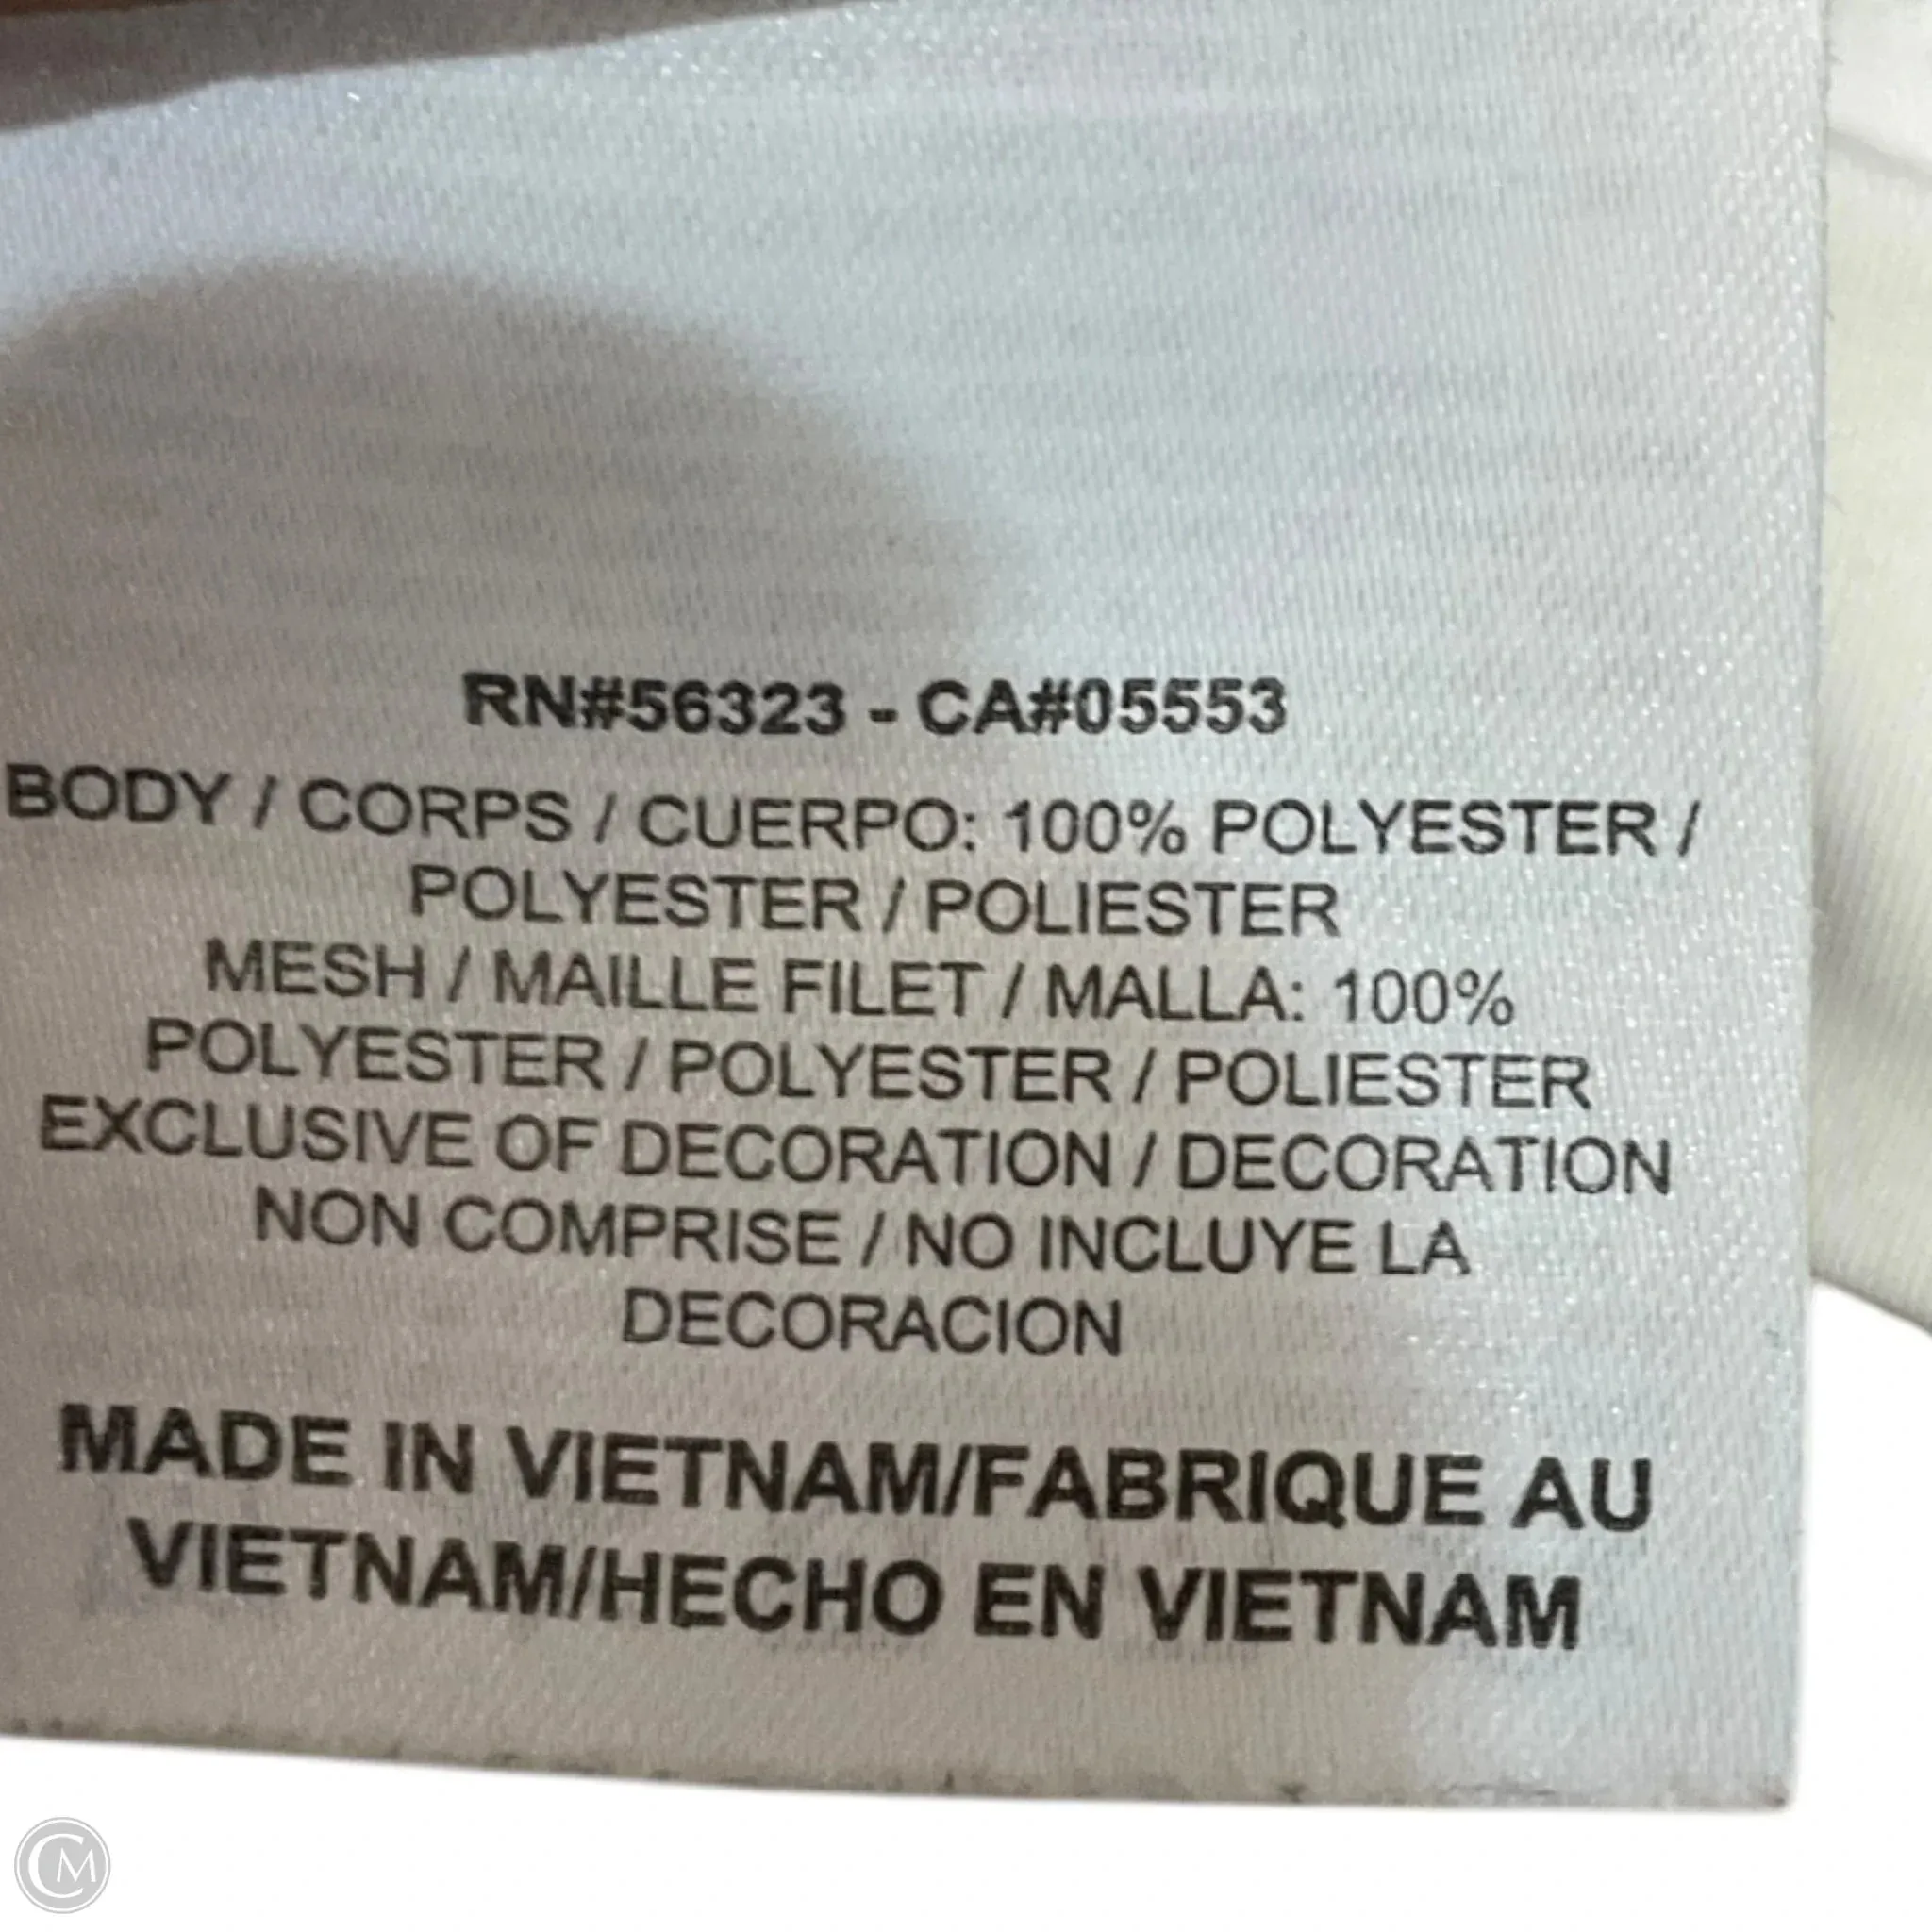 RN#56323 - CA#05553
BODY / CORPS / CUERPO: 100% POLYESTER /
POLYESTER / POLIESTER
MESH / MAILLE FILET / MALLA: 100%
POLYESTER / POLYESTER / POLIESTER
EXCLUSIVE OF DECORATION / DECORATION
NON COMPRISE / NO INCLUYE LA
DECORACION
MADE IN VIETNAM/FABRIQUE AU
VIETNAM/HECHO EN VIETNAM
CM